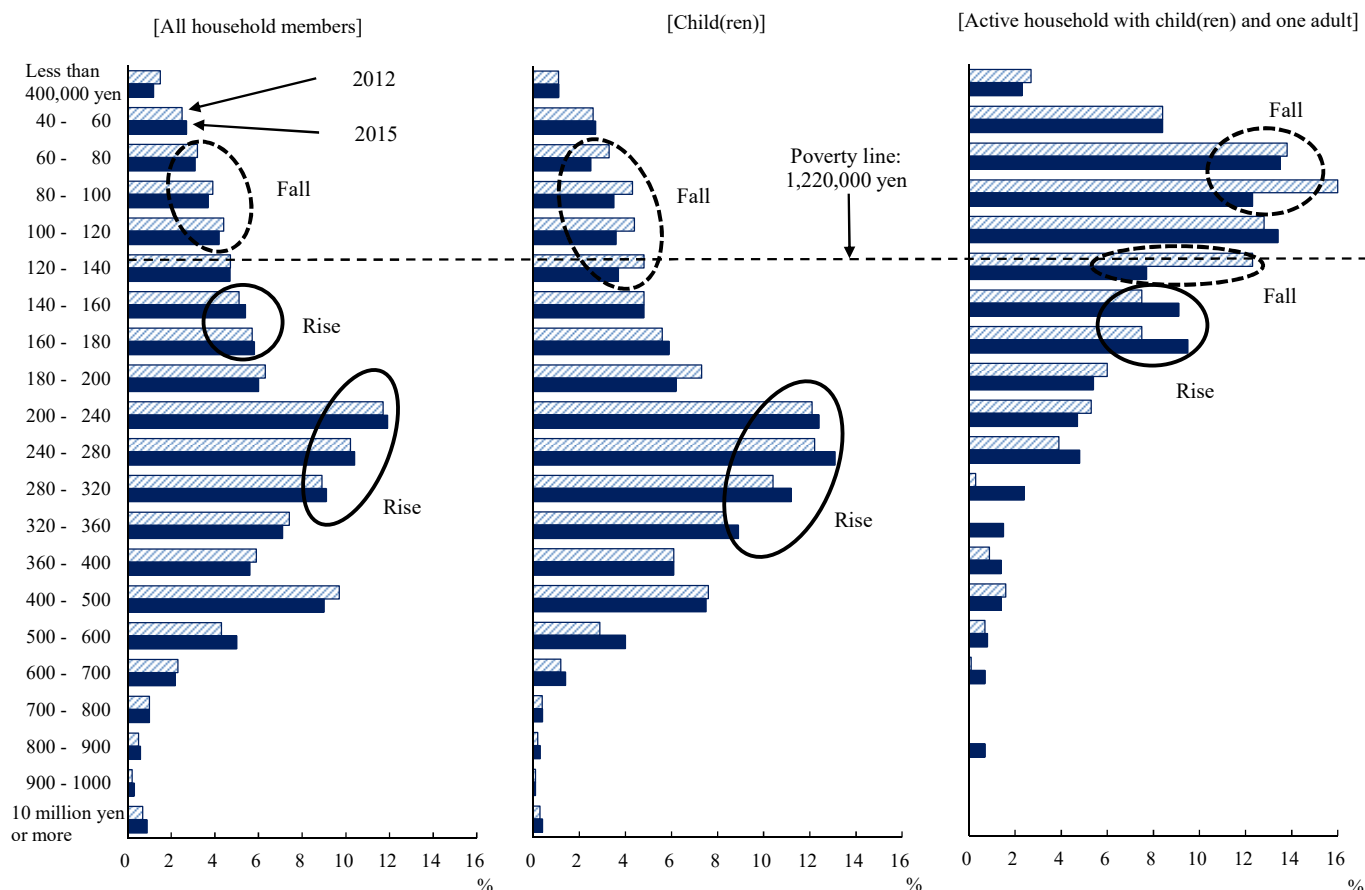 [All household members]
[Child(ren)]
[Active household with child(ren) and one adult]
Less than
400,000 yen
40 - 60
60 - 80
80 - 100
100 - 120
120 - 140
140 - 160
160 - 180
180 - 200
200 - 240
240 - 280
280 - 320
320 - 360
360 - 400
400 - 500
500 - 600
600 - 700
700 - 800
800 - 900
900 - 1000
10 million yen
or more
2012
2015
Fall
Rise
Rise
0 2 4 6 8 10 12 14 16
%
Fall
Rise
Poverty line:
1,220,000 yen
0 2 4 6 8 10 12 14 16
%
Fall
Fall
Rise
0 2 4 6 8 10 12 14 16
%